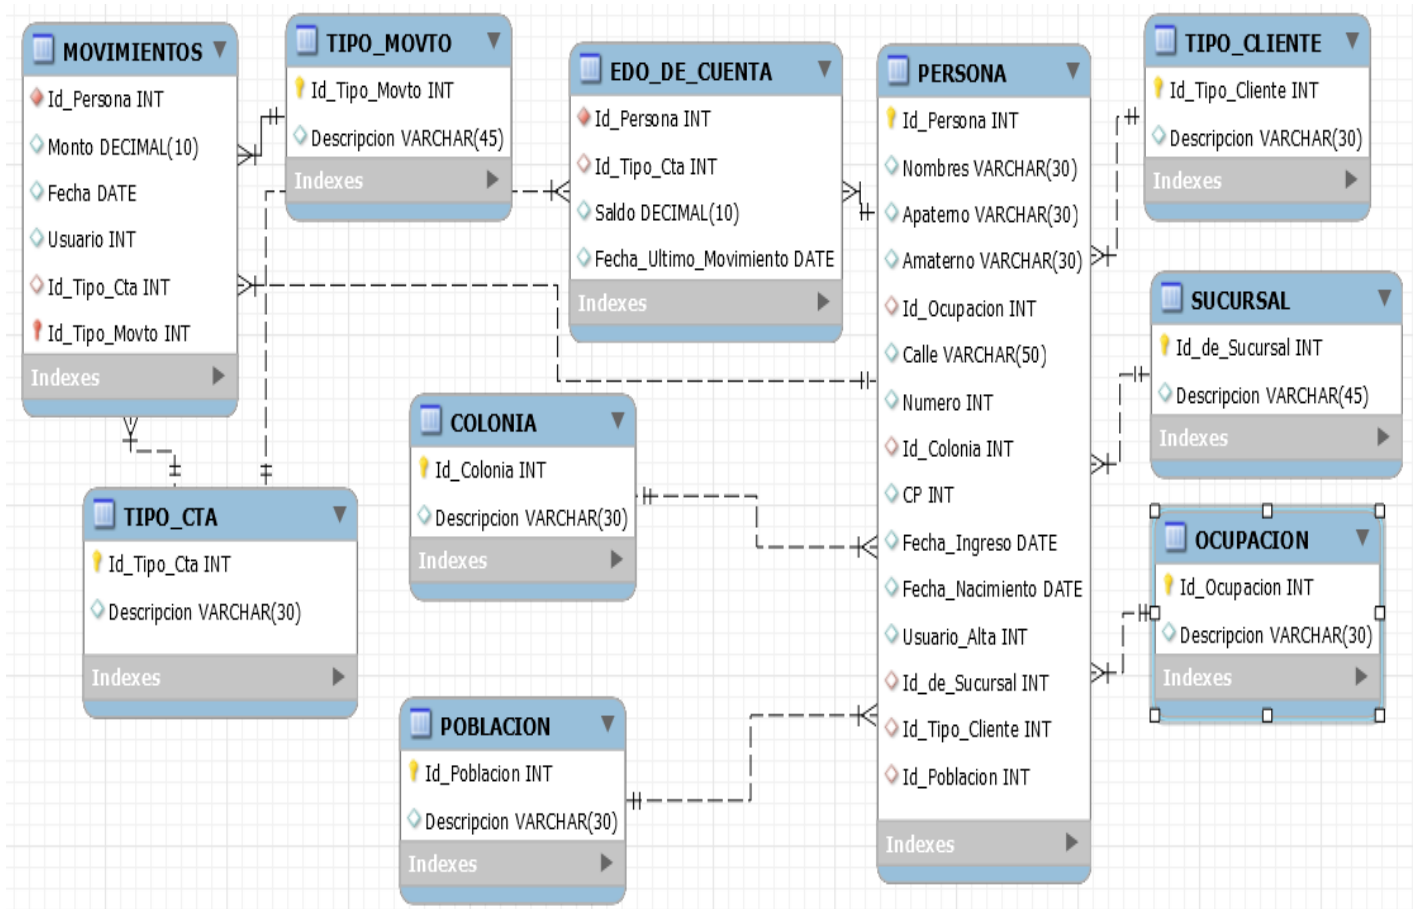 MOVIMIENTOS
Id_Persona INT
Monto DECIMAL(10)
Fecha DATE
Usuario INT
Id_Tipo_Cta INT
Id_Tipo_Movto INT
Indexes
TIPO_MOVTO
Id_Tipo_Movto INT
Descripcion VARCHAR(45)
Indexes
EDO_DE_CUENTA
Id_Persona INT
Id_Tipo_Cta INT
Saldo DECIMAL(10)
Fecha_Ultimo_Movimiento DATE
Indexes
PERSONA
Id_Persona INT
Nombres VARCHAR(30)
Apaterno VARCHAR(30)
Amaterno VARCHAR(30)
Id_Ocupacion INT
Calle VARCHAR(50)
Numero INT
Id_Colonia INT
CP INT
Fecha_Ingreso DATE
Fecha_Nacimiento DATE
Usuario_Alta INT
Id_de_Sucursal INT
Id_Tipo_Cliente INT
Id_Poblacion INT
Indexes
TIPO_CLIENTE
Id_Tipo_Cliente INT
Descripcion VARCHAR(30)
Indexes
SUCURSAL
Id_de_Sucursal INT
Descripcion VARCHAR(45)
Indexes
COLONIA
Id_Colonia INT
Descripcion VARCHAR(30)
Indexes
TIPO_CTA
Id_Tipo_Cta INT
Descripcion VARCHAR(30)
Indexes
OCUPACION
Id_Ocupacion INT
Descripcion VARCHAR(30)
Indexes
POBLACION
Id_Poblacion INT
Descripcion VARCHAR(30)
Indexes